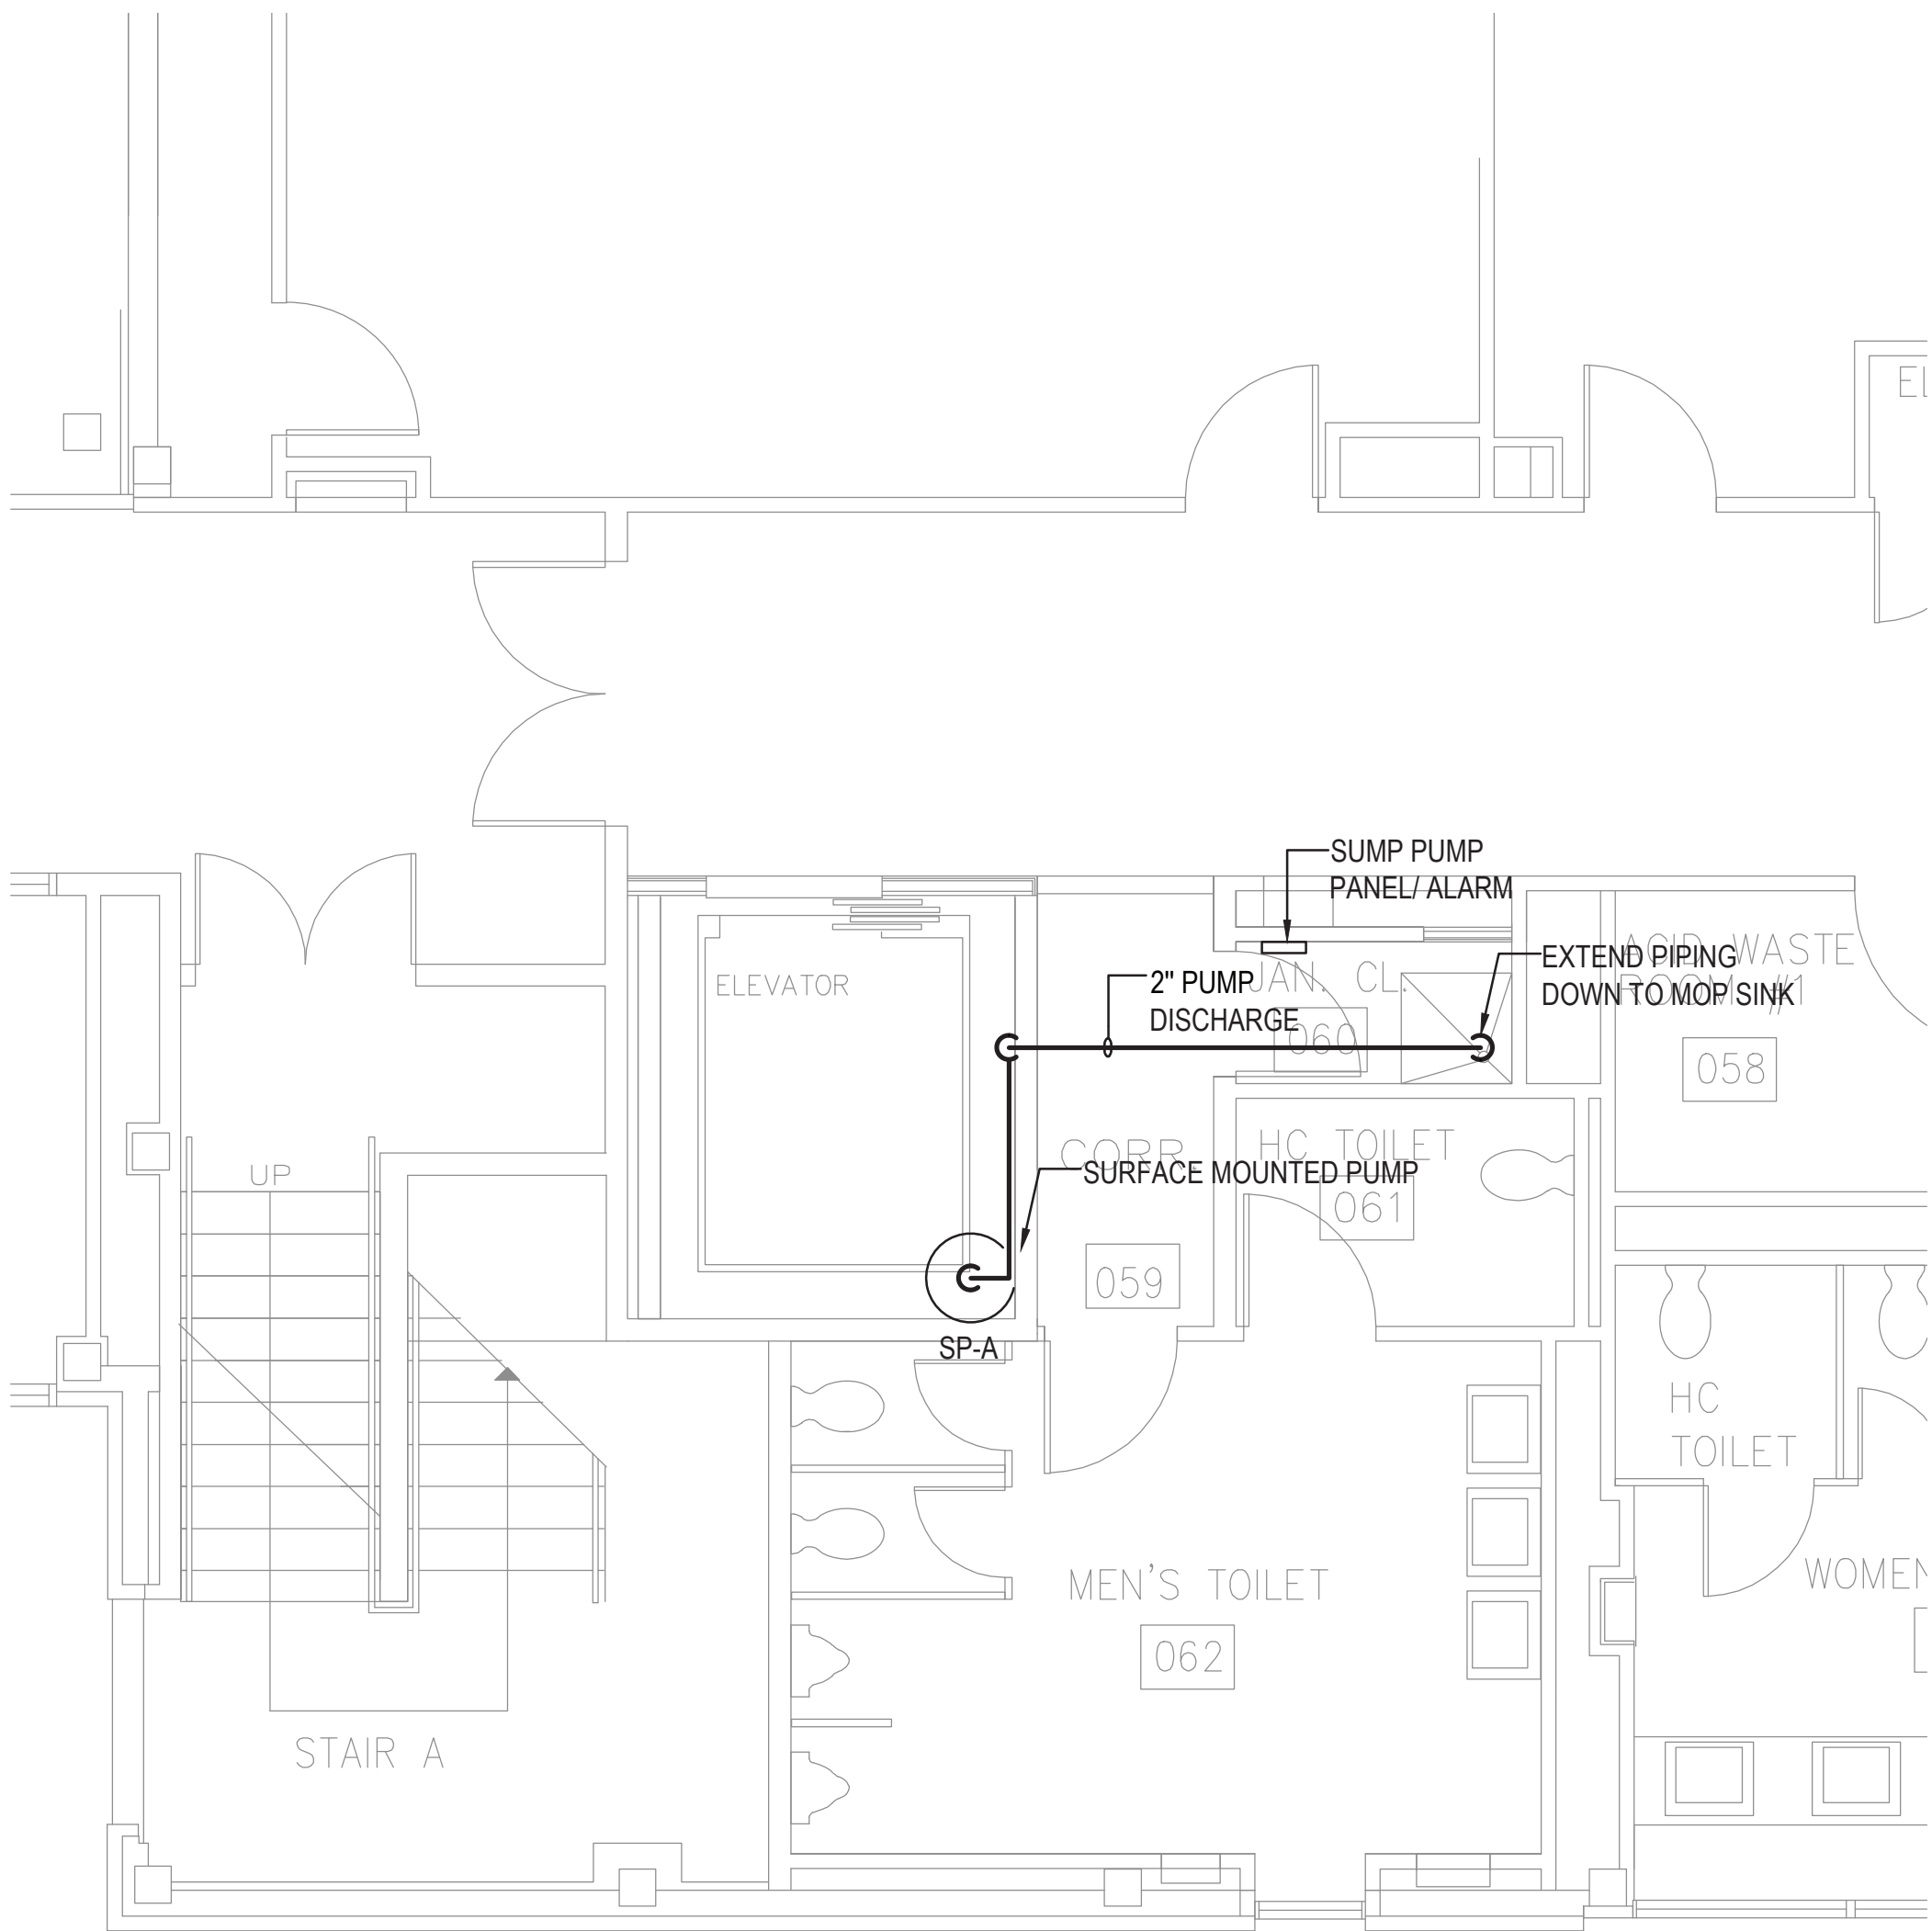 SUMP PUMP
PANEL/ ALARM
ELEVATOR
2" PUMP
DISCHARGE
JAN. CL.
060
EXTEND PIPING
DOWN TO MOP SINK
ACID WASTE
ROOM #1
058
UP
CORR.
HC TOILET
061
SURFACE MOUNTED PUMP
059
SP-A
HC
TOILET
MEN'S TOILET
062
WOMEN
STAIR A